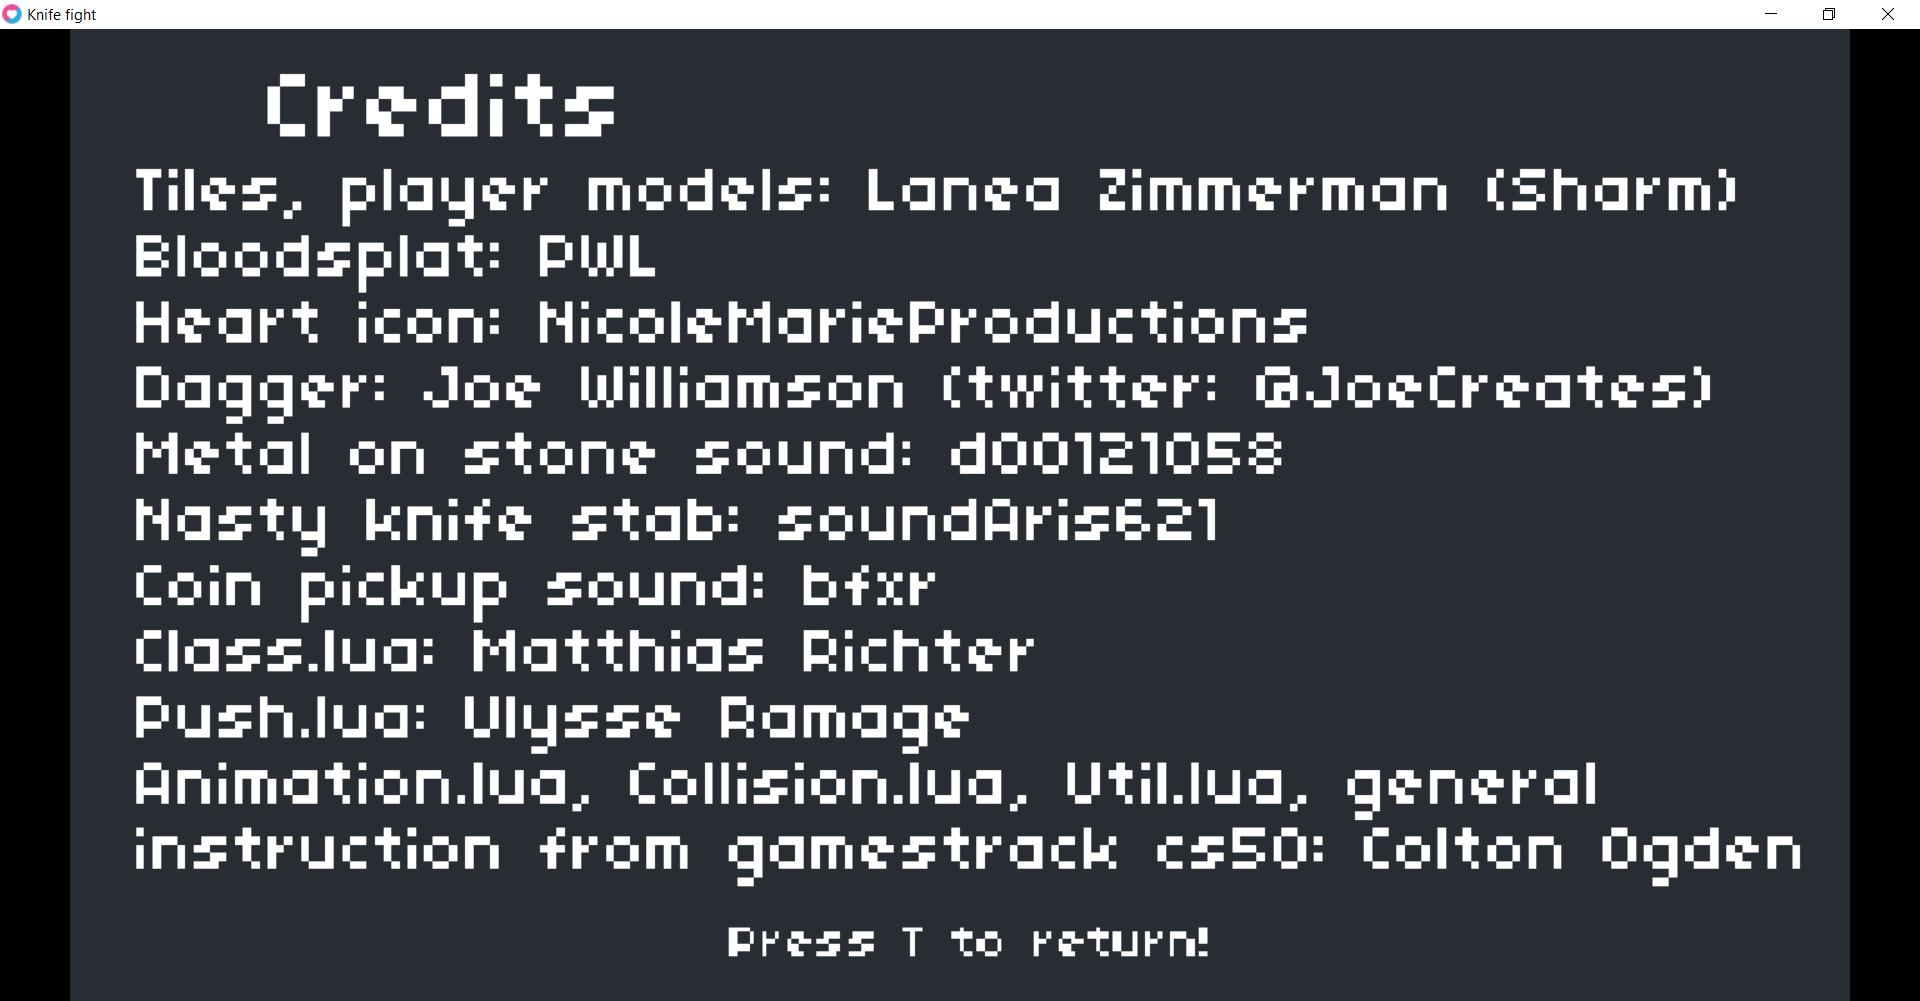 Knife fight
Credits
Tiles, player models: Lanea Zimmerman (Sharm)
Bloodsplat: PWL
Heart icon: NicoleMarieProductions
Dagger: Joe Williamson (twitter: @JoeCreates)
Metal on stone sound: d00121058
Nasty knife stab: soundAris621
Coin pickup sound: bfxr
Class.lua: Matthias Richter
Push.lua: Ulysse Ramage
Animation.lua, Collision.lua, Util.lua, general
instruction from gamestrack cs50: Colton Ogden
Press T to return!